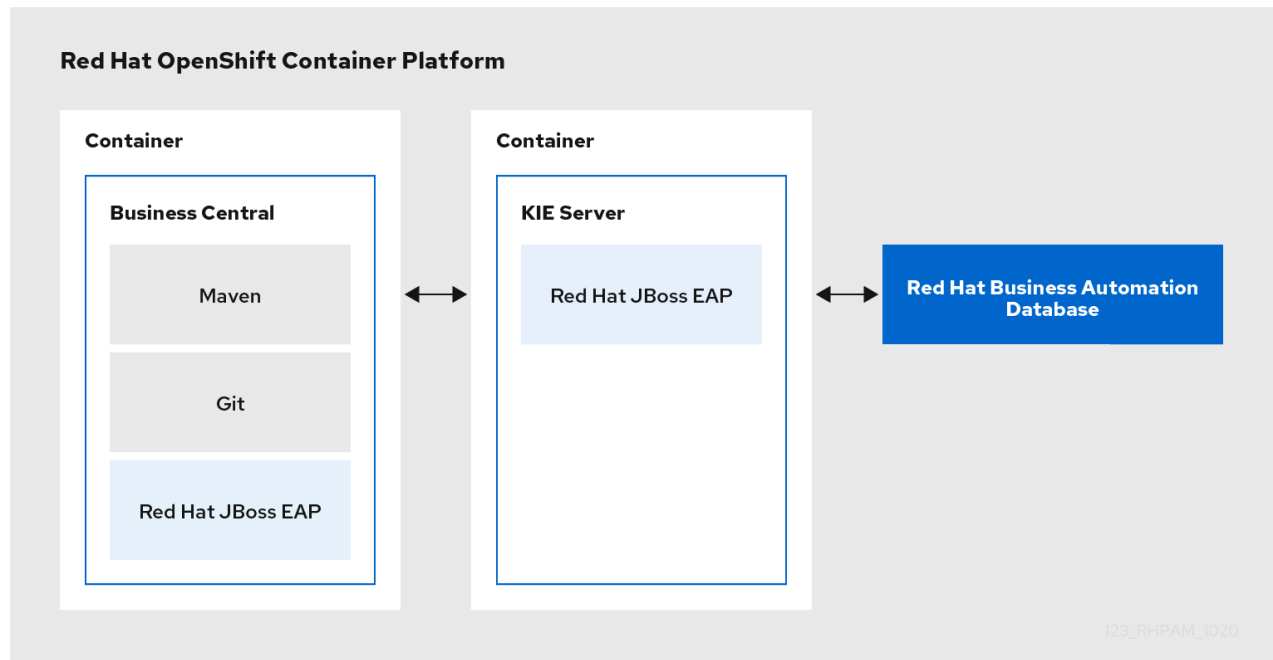 Red Hat OpenShift Container Platform
Container
Business Central
Maven
Git
Red Hat JBoss EAP
Container
KIE Server
Red Hat JBoss EAP
Red Hat Business Automation
Database
123_RHPAM_1020